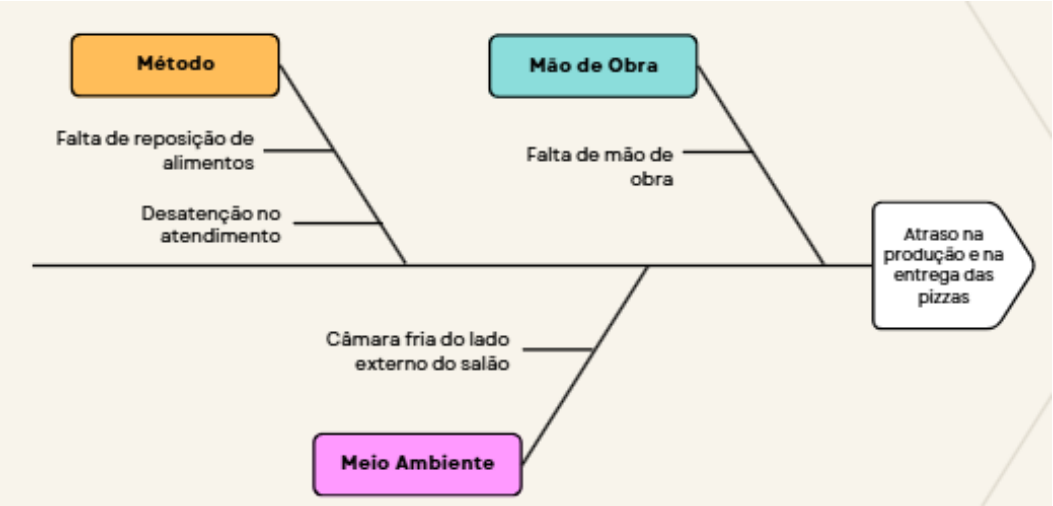 Método
Mão de Obra
Falta de reposição de
alimentos
Falta de mão de
obra
Desatenção no
atendimento
Atraso na
produção e na
entrega das
pizzas
Câmara fria do lado
externo do salão
Meio Ambiente